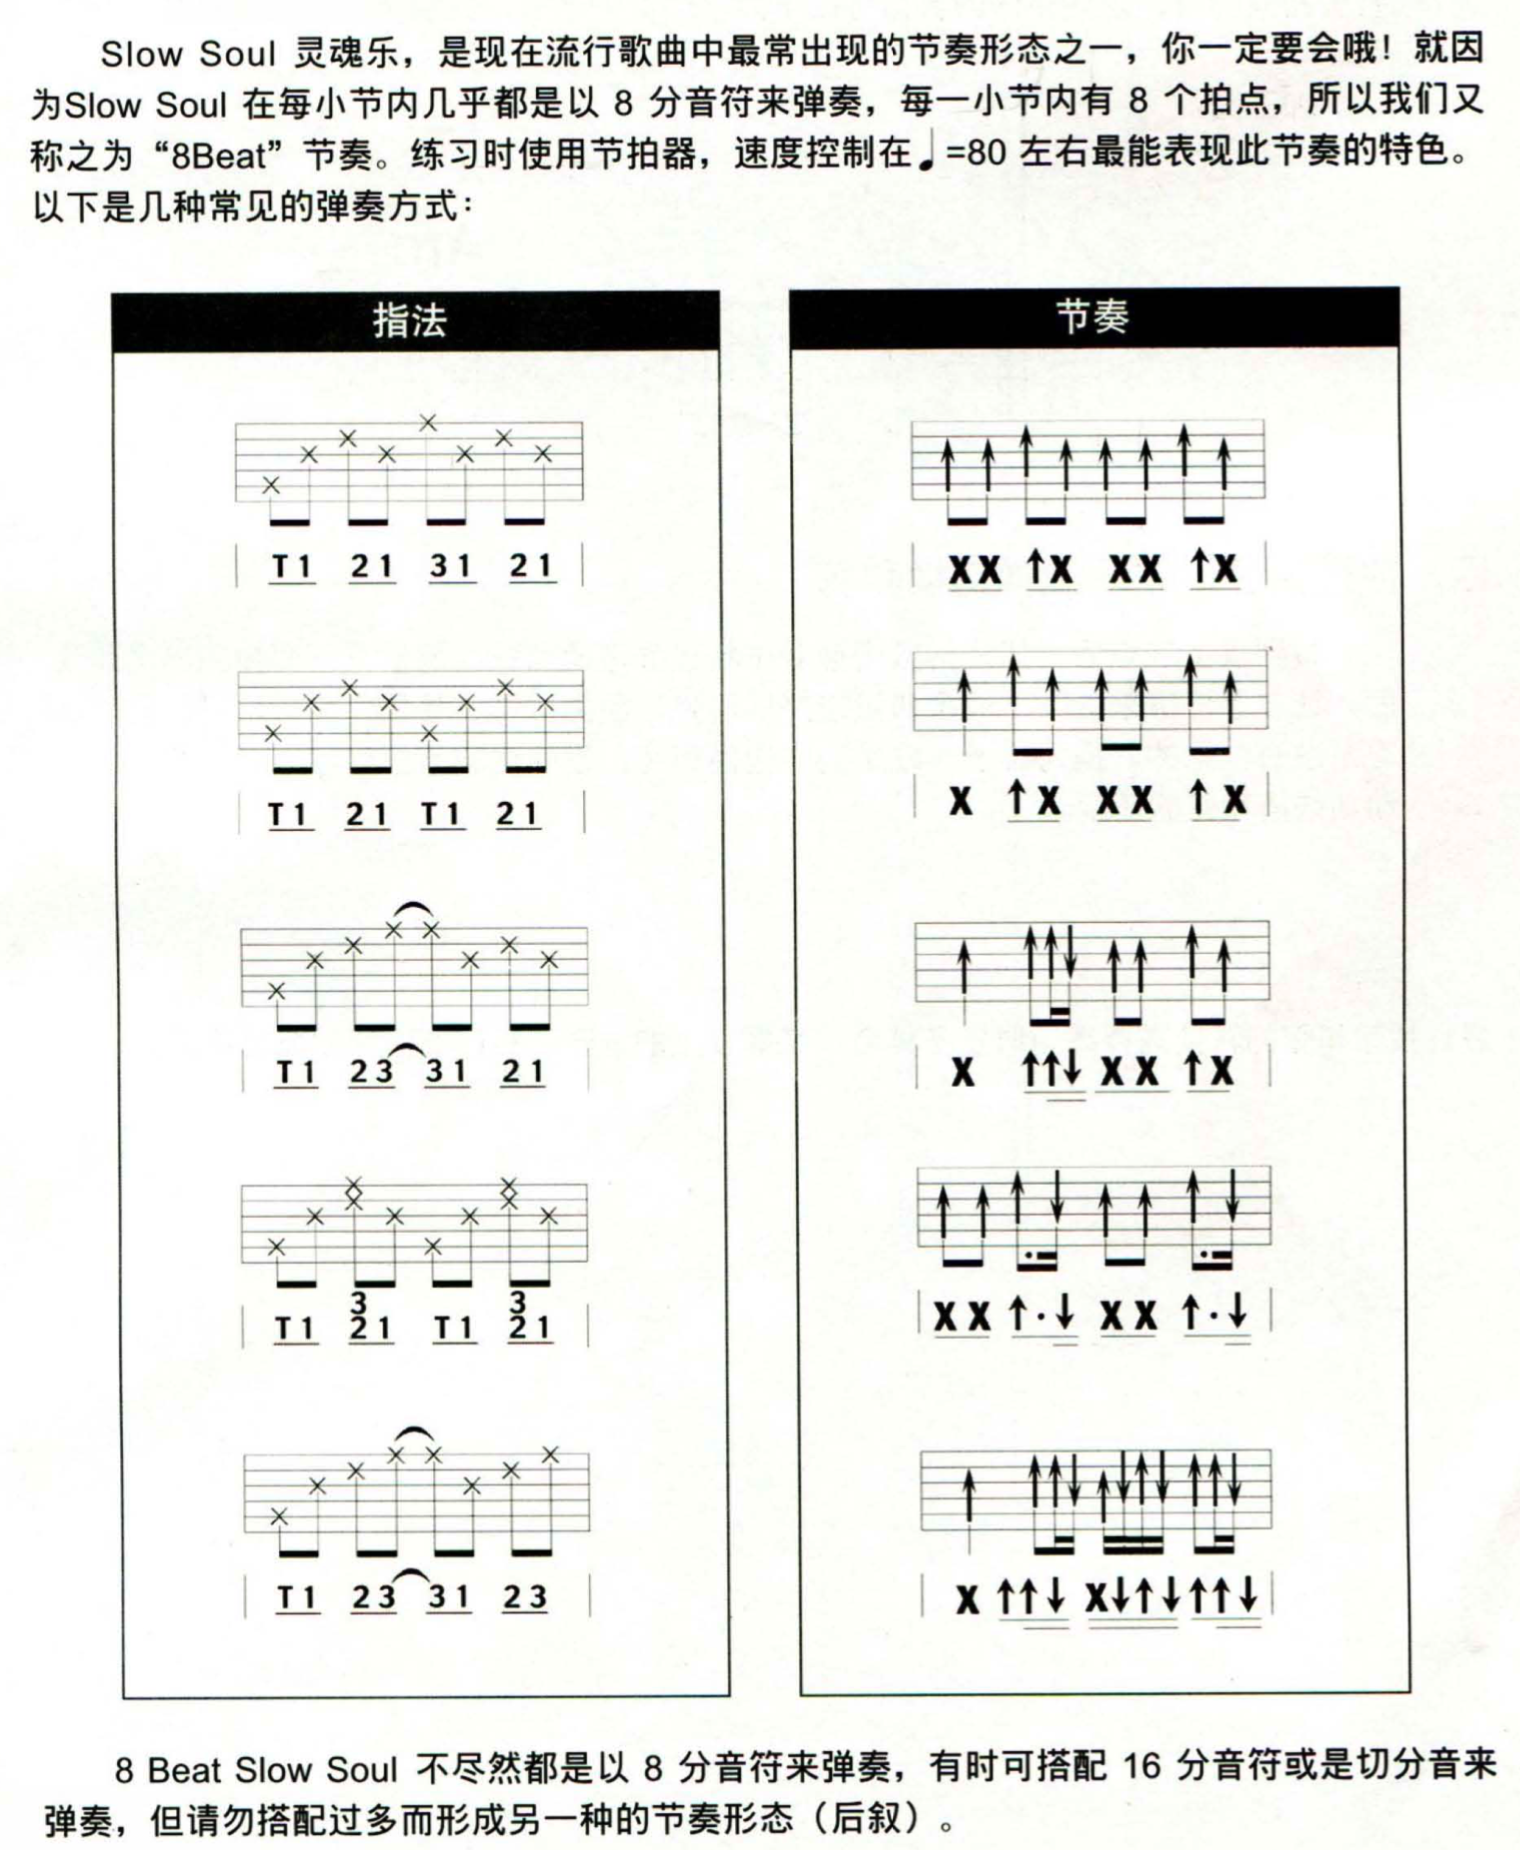 Slow Soul 灵魂乐，是现在流行歌曲中最常出现的节奏形态之一，你一定要会哦！就因
为Slow Soul 在每小节内几乎都是以 8 分音符来弹奏，每一小节内有 8 个拍点，所以我们又
称之为“8Beat”节奏。练习时使用节拍器，速度控制在♩=80 左右最能表现此节奏的特色。
以下是几种常见的弹奏方式：
指法
T1 21 31 21
T1 21 T1 21
T1 23 31 21
3 3
T1 21 T1 21
T1 23 31 23
节奏
XX ↑X XX ↑X
X ↑X XX ↑X
X ↑↑↓ XX ↑X
XX ↑·↓ XX ↑·↓
X ↑↑↓ X↓↑↓ ↑↑↓
8 Beat Slow Soul 不尽然都是以 8 分音符来弹奏，有时可搭配 16 分音符或是切分音来
弹奏，但请勿搭配过多而形成另一种的节奏形态（后叙）。